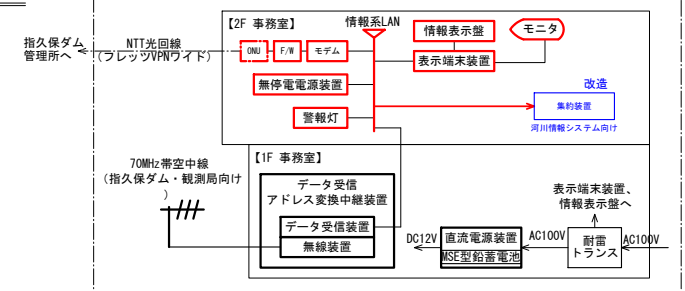 【2F 事務室】
情報系LAN
情報表示盤
モニタ
指久保ダム
管理所へ
NTT光回線
(フレッツVPNワイド)
ONU
F/W
モデム
表示端末装置
無停電電源装置
改造
集約装置
警報灯
河川情報システム向け
【1F 事務室】
70MHz帯空中線
(指久保ダム・観測局向け
)
データ受信
アドレス変換中継装置
データ受信装置
無線装置
表示端末装置、
情報表示盤へ
DC12V
直流電源装置
MSE型鉛蓄電池
AC100V
耐雷
トランス
AC100V